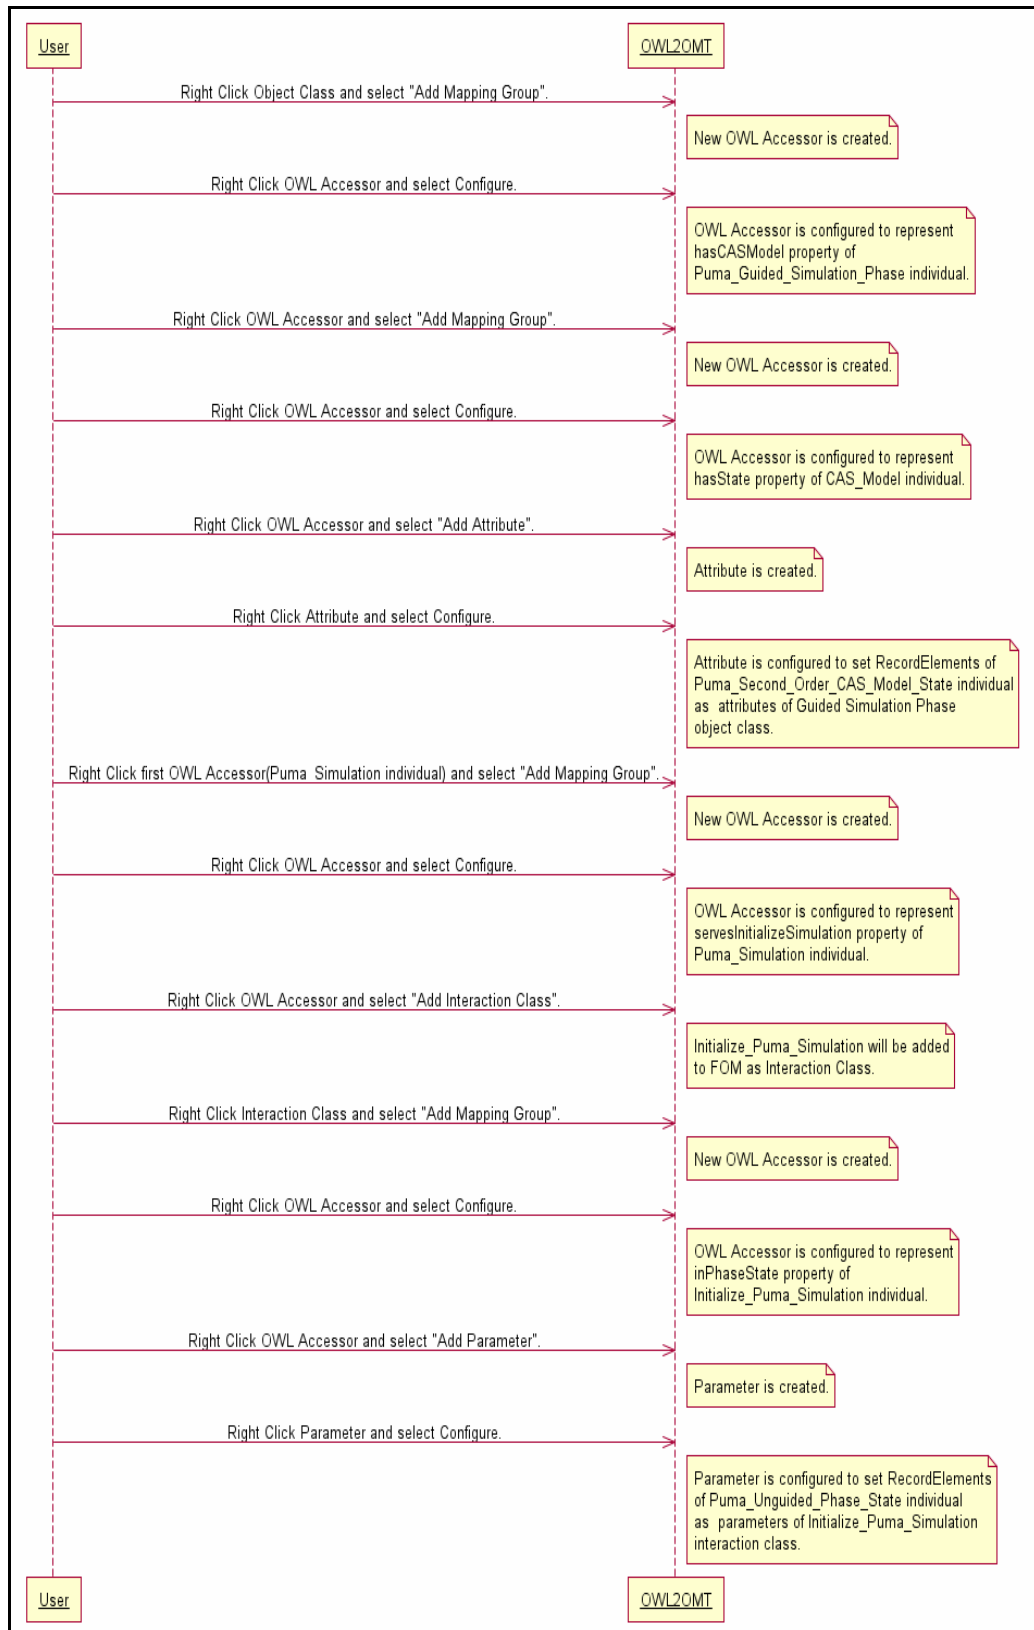 User
OWL2OMT
Right Click Object Class and select "Add Mapping Group".
New OWL Accessor is created.
Right Click OWL Accessor and select Configure.
OWL Accessor is configured to represent
hasCASModel property of
Puma_Guided_Simulation_Phase individual.
Right Click OWL Accessor and select "Add Mapping Group".
New OWL Accessor is created.
Right Click OWL Accessor and select Configure.
OWL Accessor is configured to represent
hasState property of CAS_Model individual.
Right Click OWL Accessor and select "Add Attribute".
Attribute is created.
Right Click Attribute and select Configure.
Attribute is configured to set RecordElements of
Puma_Second_Order_CAS_Model_State individual
as attributes of Guided Simulation Phase
object class.
Right Click first OWL Accessor(Puma_Simulation individual) and select "Add Mapping Group".
New OWL Accessor is created.
Right Click OWL Accessor and select Configure.
OWL Accessor is configured to represent
servesInitializeSimulation property of
Puma_Simulation individual.
Right Click OWL Accessor and select "Add Interaction Class".
Initialize_Puma_Simulation will be added
to FOM as Interaction Class.
Right Click Interaction Class and select "Add Mapping Group".
New OWL Accessor is created.
Right Click OWL Accessor and select Configure.
OWL Accessor is configured to represent
inPhaseState property of
Initialize_Puma_Simulation individual.
Right Click OWL Accessor and select "Add Parameter".
Parameter is created.
Right Click Parameter and select Configure.
Parameter is configured to set RecordElements
of Puma_Unguided_Phase_State individual
as parameters of Initialize_Puma_Simulation
interaction class.
User
OWL2OMT